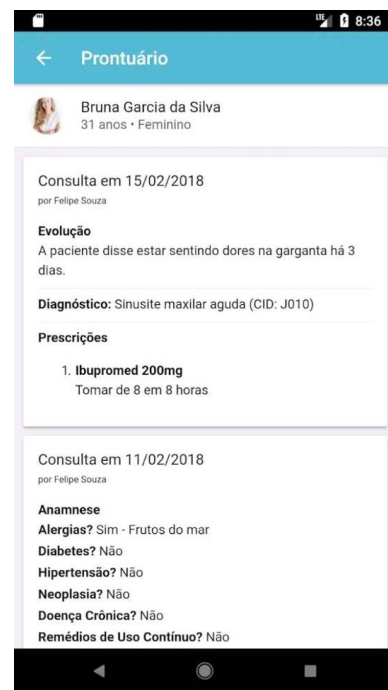 LTE 8:36
Prontuário
Bruna Garcia da Silva
31 anos • Feminino
Consulta em 15/02/2018
por Felipe Souza
Evolução
A paciente disse estar sentindo dores na garganta há 3
dias.
Diagnóstico: Sinusite maxilar aguda (CID: J010)
Prescrições
1. Ibupromed 200mg
Tomar de 8 em 8 horas
Consulta em 11/02/2018
por Felipe Souza
Anamnese
Alergias? Sim - Frutos do mar
Diabetes? Não
Hipertensão? Não
Neoplasia? Não
Doença Crônica? Não
Remédios de Uso Contínuo? Não